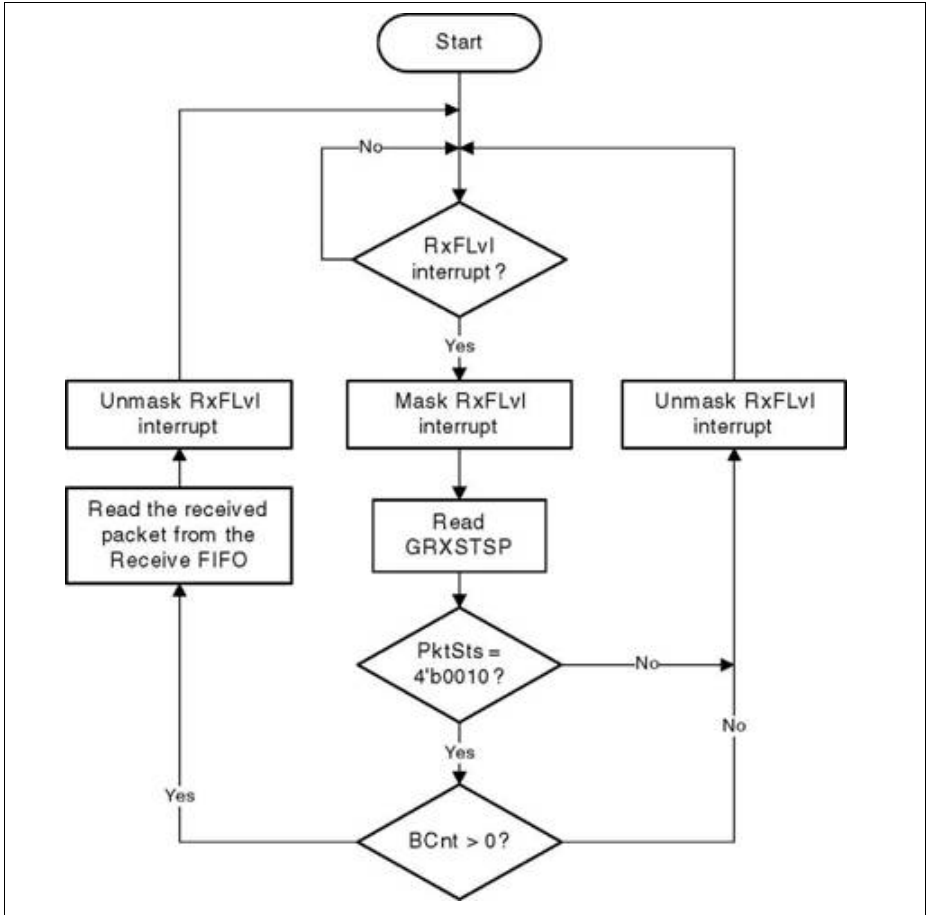 Start
No
RxFLvl
interrupt?
Yes
Unmask RxFLvl
interrupt
Mask RxFLvl
interrupt
Unmask RxFLvl
interrupt
Read the received
packet from the
Receive FIFO
Read
GRXSTSP
PktSts =
4'b0010?
No
No
Yes
Yes
BCnt > 0?